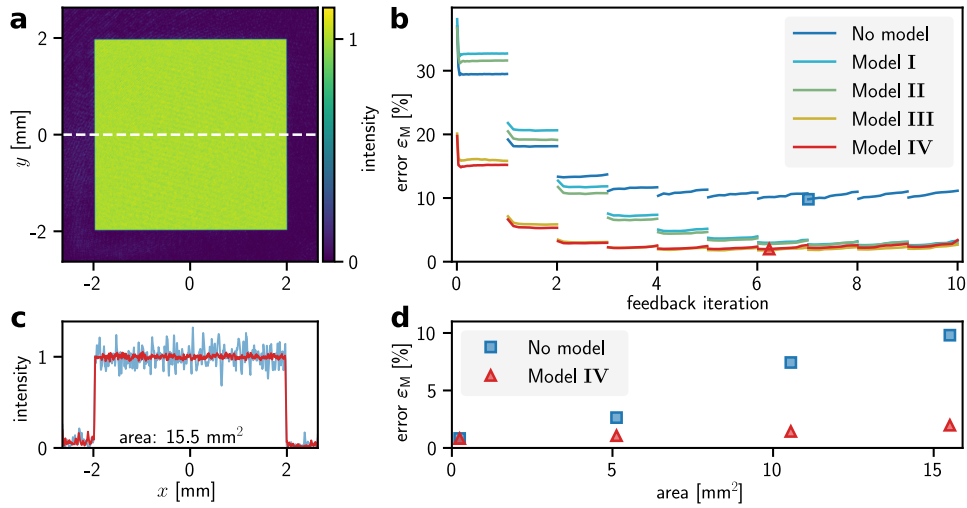 a
2
0
−2
y [mm]
−2
0
2
1
0
intensity
b
30
20
10
0
error εM [%]
No model
Model I
Model II
Model III
Model IV
0
2
4
6
8
10
feedback iteration
c
1
0
intensity
area: 15.5 mm²
−2
0
2
x [mm]
d
10
5
0
error εM [%]
No model
Model IV
0
5
10
15
area [mm²]